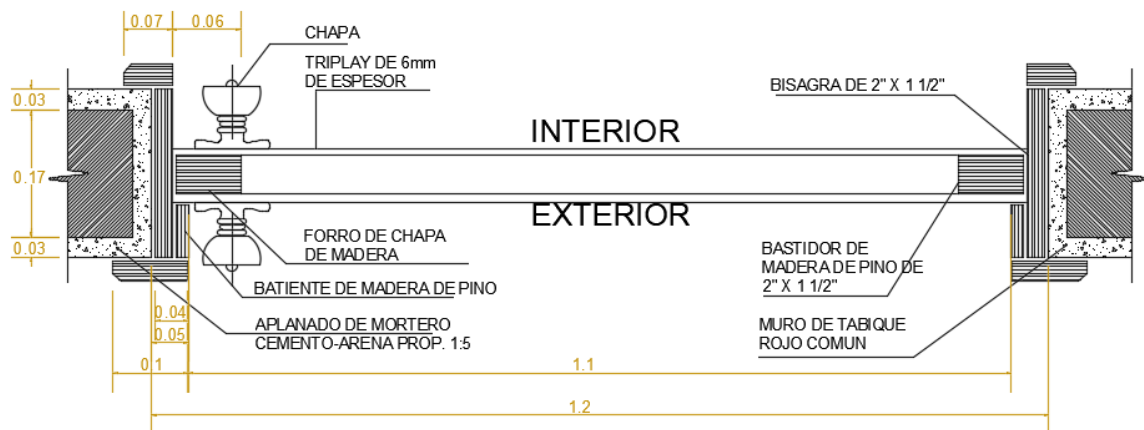 0.07
0.06
CHAPA
TRIPLAY DE 6mm
DE ESPESOR
BISAGRA DE 2" X 1 1/2"
0.03
INTERIOR
0.17
EXTERIOR
0.03
FORRO DE CHAPA
DE MADERA
BASTIDOR DE
MADERA DE PINO DE
2" X 1 1/2"
BATIENTE DE MADERA DE PINO
0.04
APLANADO DE MORTERO
CEMENTO-ARENA PROP. 1:5
MURO DE TABIQUE
ROJO COMUN
0.05
0.1
1.1
1.2